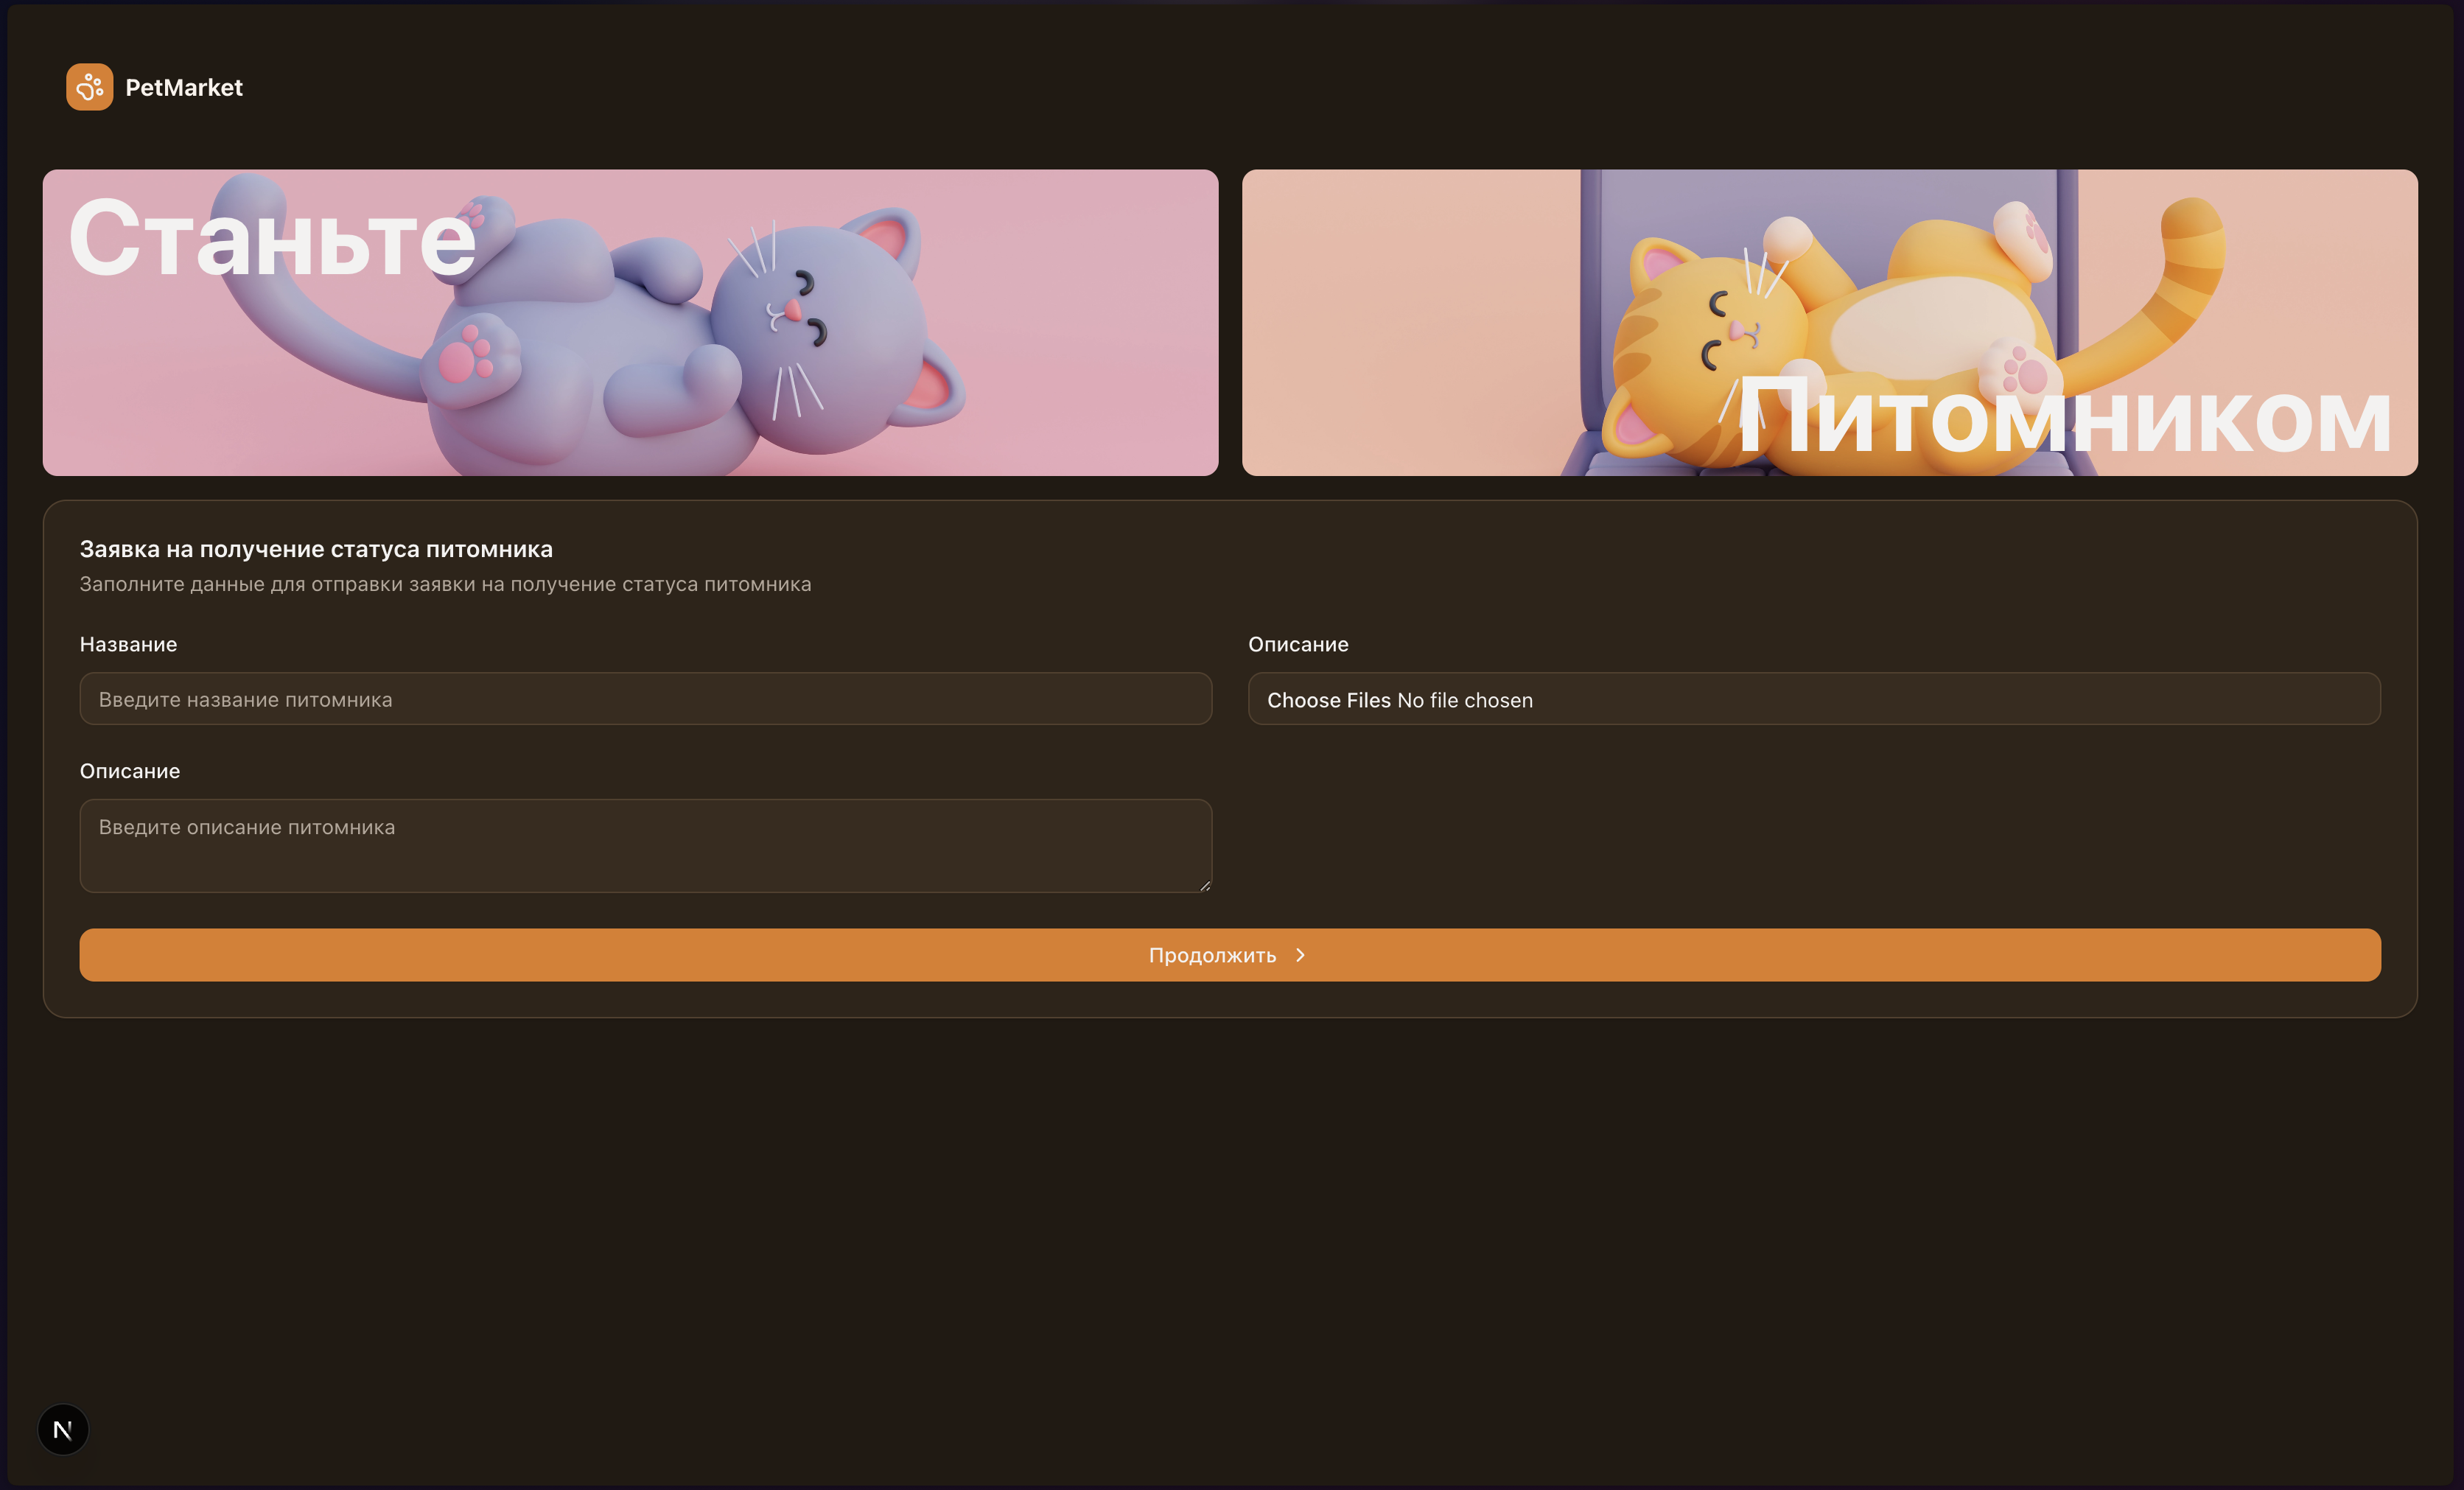 PetMarket
Станьте
Питомником
Заявка на получение статуса питомника
Заполните данные для отправки заявки на получение статуса питомника
Название
Введите название питомника
Описание
Choose Files No file chosen
Описание
Введите описание питомника
Продолжить
N